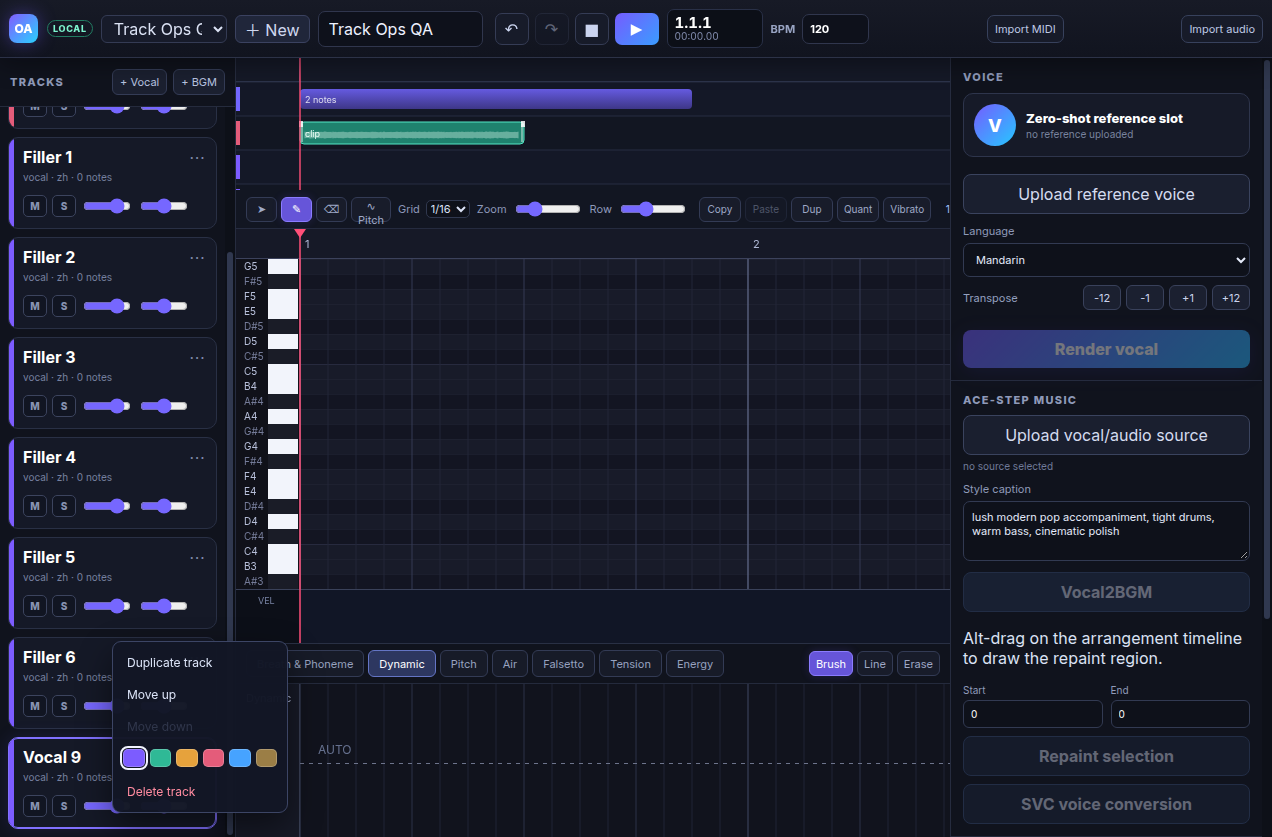 OA LOCAL Track Ops Q + New Track Ops QA 1.1.1 BPM 120 Import MIDI Import audio
00:00.00
TRACKS + Vocal + BGM
M S
Filler 1 ...
vocal · zh · 0 notes
M S
Filler 2 ...
vocal · zh · 0 notes
M S
Filler 3 ...
vocal · zh · 0 notes
M S
Filler 4 ...
vocal · zh · 0 notes
M S
Filler 5 ...
vocal · zh · 0 notes
M S
Filler 6
vocal · zh · 0 notes
M S
Vocal 9
vocal · zh · 0 notes
M S
Duplicate track
Move up
Move down
Delete track
2 notes
clip
Pitch Grid 1/16 Zoom Row Copy Paste Dup Quant Vibrato 1
1 2
G5
F#5
F5
E5
D#5
D5
C#5
C5
B4
A#4
A4
G#4
G4
F#4
F4
E4
D#4
D4
C#4
C4
B3
A#3
VEL
& Phoneme Dynamic Pitch Air Falsetto Tension Energy Brush Line Erase
AUTO
VOICE
V Zero-shot reference slot
no reference uploaded
Upload reference voice
Language
Mandarin
Transpose -12 -1 +1 +12
Render vocal
ACE-STEP MUSIC
Upload vocal/audio source
no source selected
Style caption
lush modern pop accompaniment, tight drums,
warm bass, cinematic polish
Vocal2BGM
Alt-drag on the arrangement timeline
to draw the repaint region.
Start End
0 0
Repaint selection
SVC voice conversion